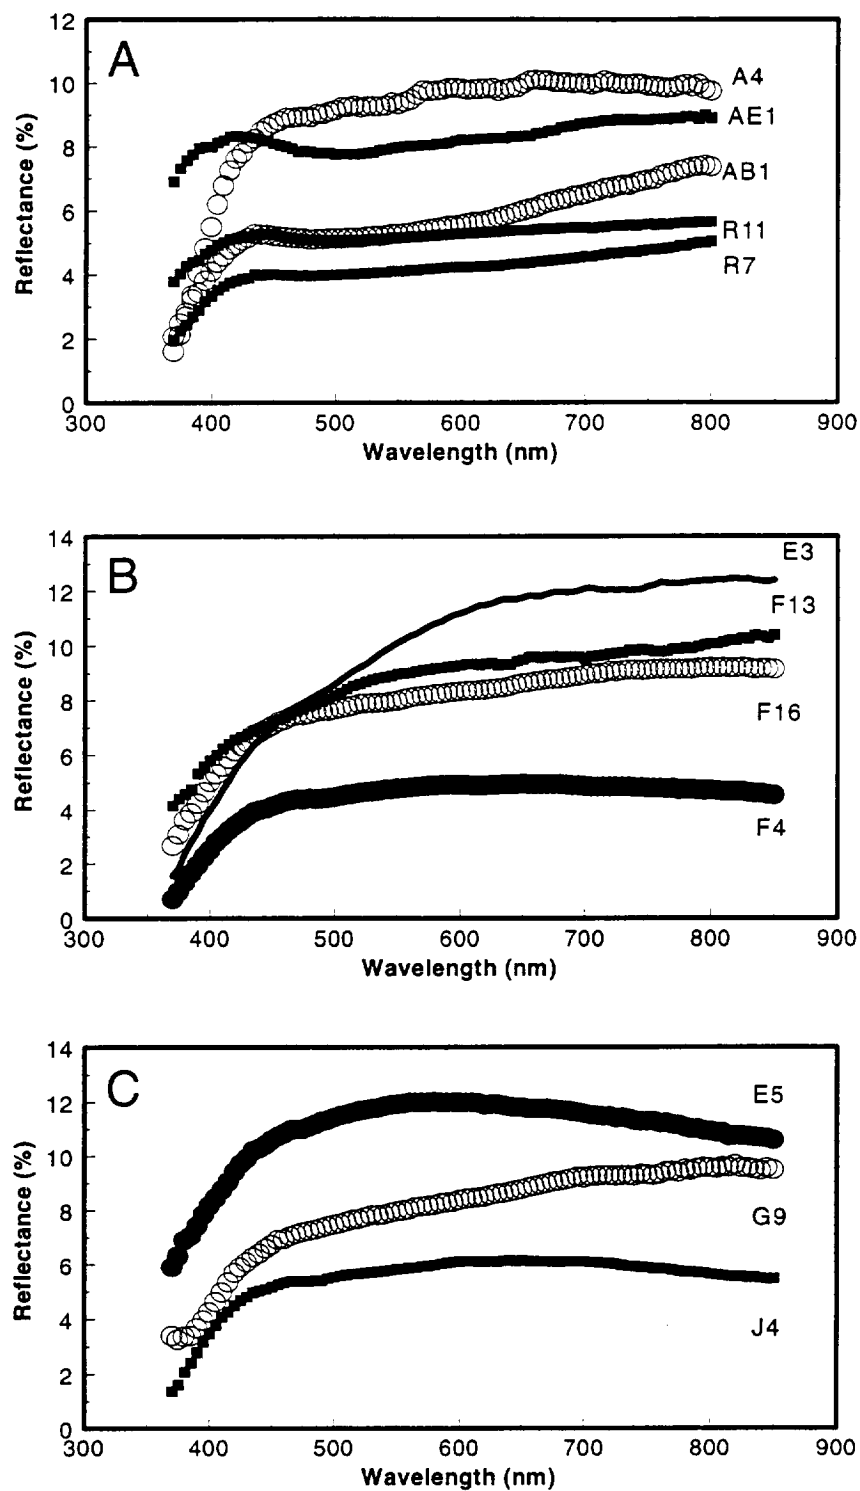 12
A
10
8
6
4
2
0
Reflectance (%)
A4
AE1
AB1
R11
R7
300 400 500 600 700 800 900
Wavelength (nm)
14
B
12
10
8
6
4
2
0
Reflectance (%)
E3
F13
F16
F4
300 400 500 600 700 800 900
Wavelength (nm)
14
C
12
10
8
6
4
2
0
Reflectance (%)
E5
G9
J4
300 400 500 600 700 800 900
Wavelength (nm)